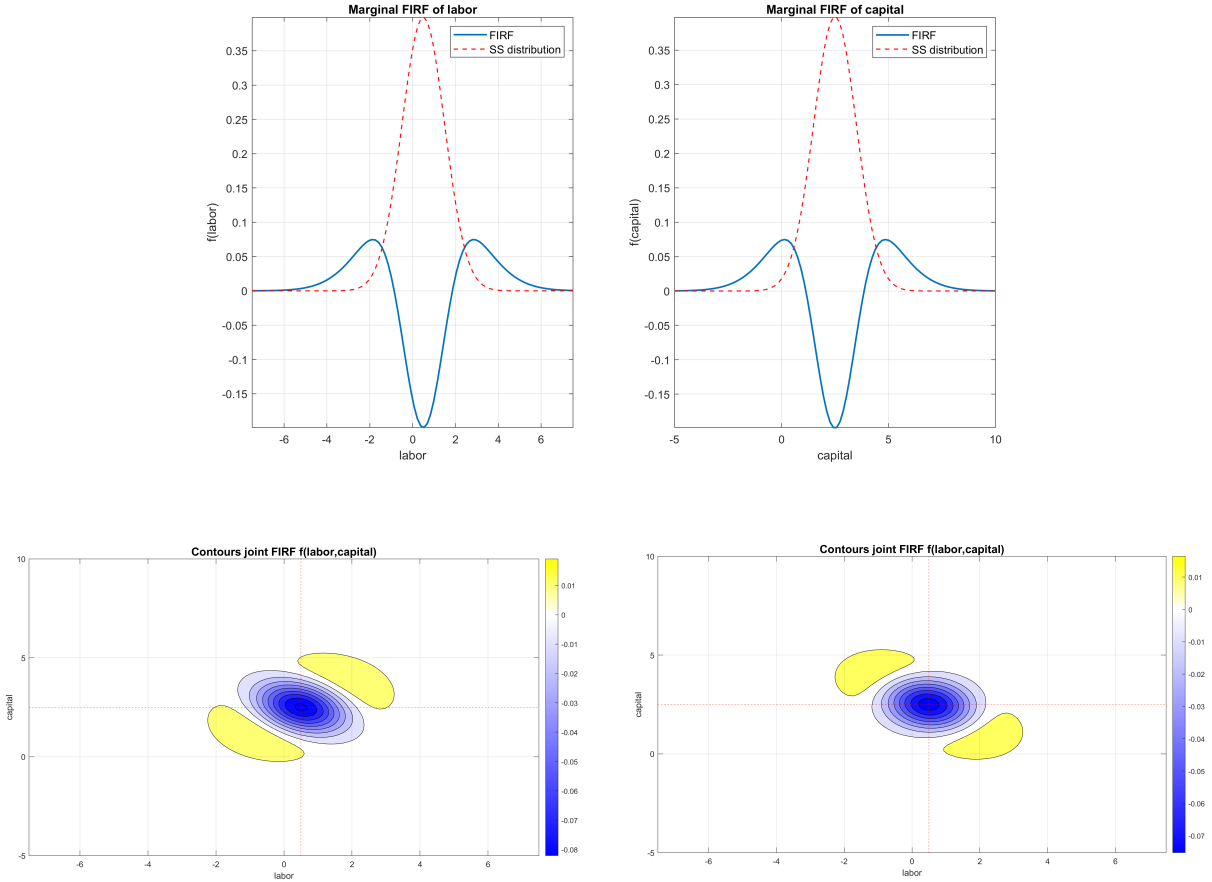 Marginal FIRF of labor
FIRF
SS distribution
0.35
0.3
0.25
0.2
0.15
0.1
0.05
0
-0.05
-0.1
-0.15
f(labor)
-6 -4 -2 0 2 4 6
labor
Marginal FIRF of capital
FIRF
SS distribution
0.35
0.3
0.25
0.2
0.15
0.1
0.05
0
-0.05
-0.1
-0.15
f(capital)
-5 0 5 10
capital
Contours joint FIRF f(labor,capital)
10
5
0
-5
capital
-6 -4 -2 0 2 4 6
labor
0.01
0
-0.01
-0.02
-0.03
-0.04
-0.05
-0.06
-0.07
-0.08
Contours joint FIRF f(labor,capital)
10
5
0
-5
capital
-6 -4 -2 0 2 4 6
labor
0.01
0
-0.01
-0.02
-0.03
-0.04
-0.05
-0.06
-0.07